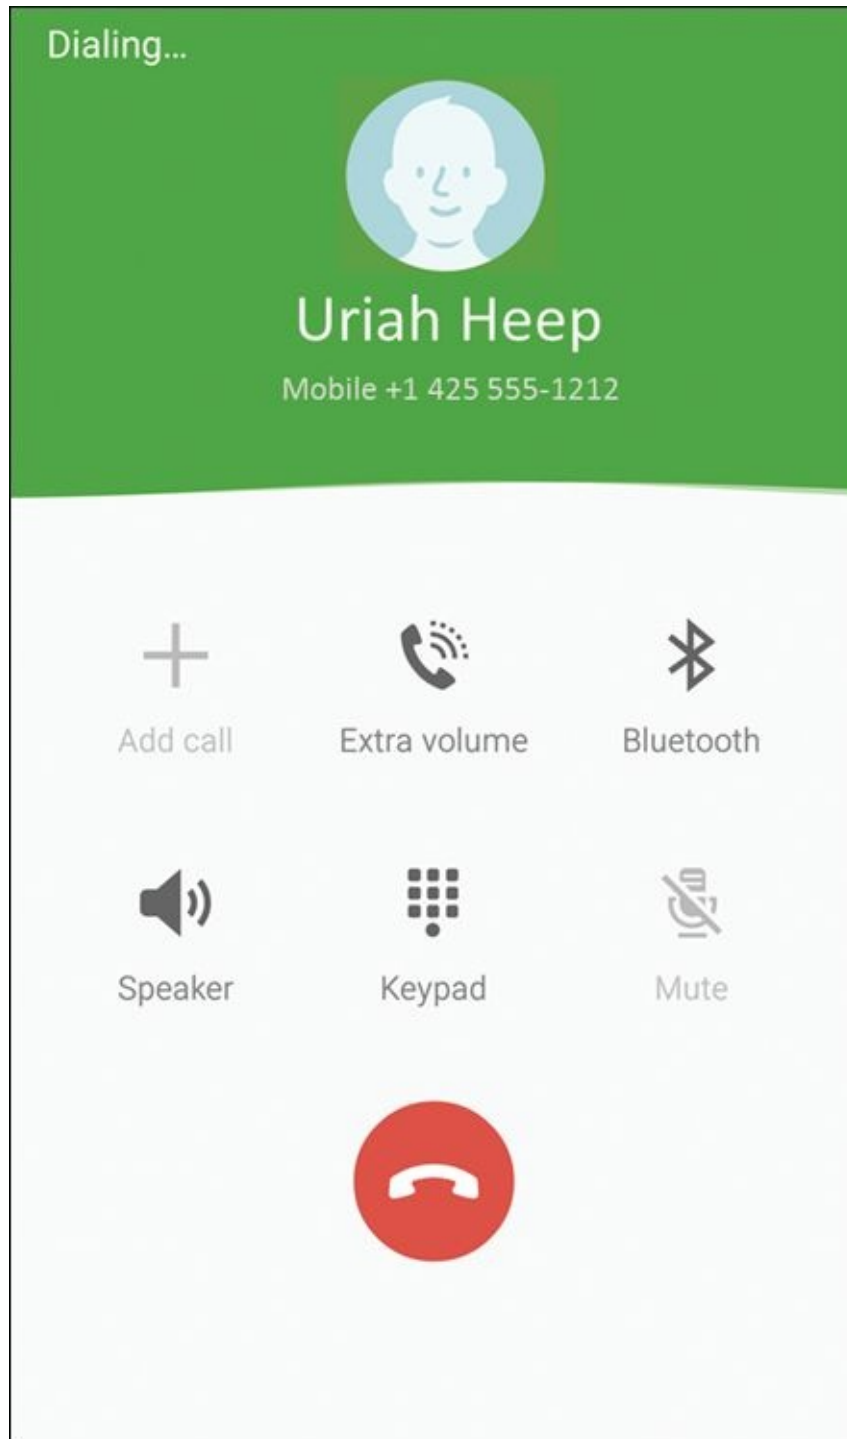 Dialing...
Uriah Heep
Mobile +1 425 555-1212
Add call Extra volume Bluetooth
Speaker Keypad Mute